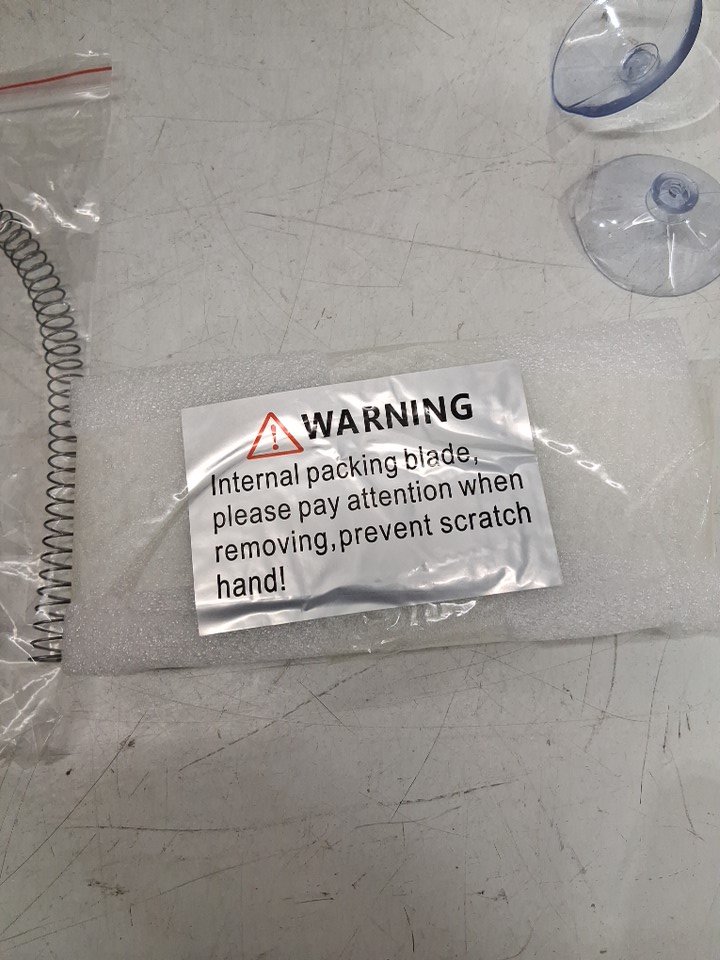 WARNING
Internal packing blade,
please pay attention when
removing,prevent scratch
hand!